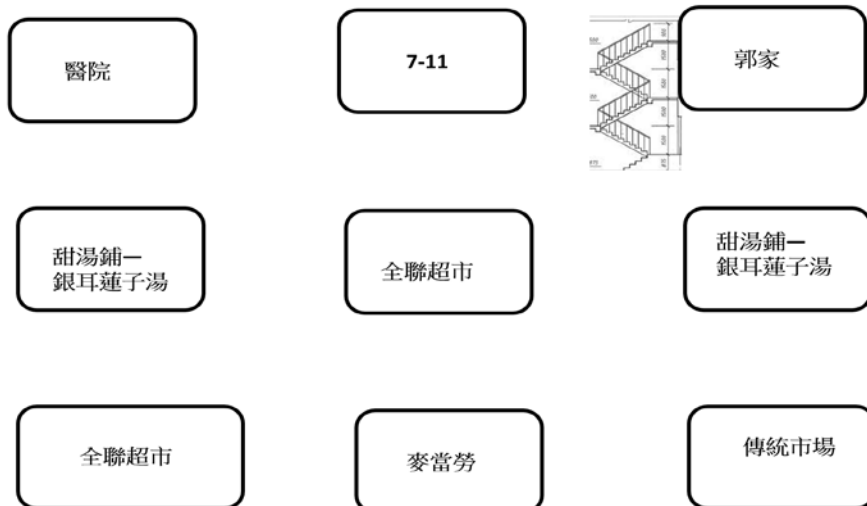 醫院
7-11
郭家
甜湯鋪—
銀耳蓮子湯
全聯超市
甜湯鋪—
銀耳蓮子湯
全聯超市
麥當勞
傳統市場